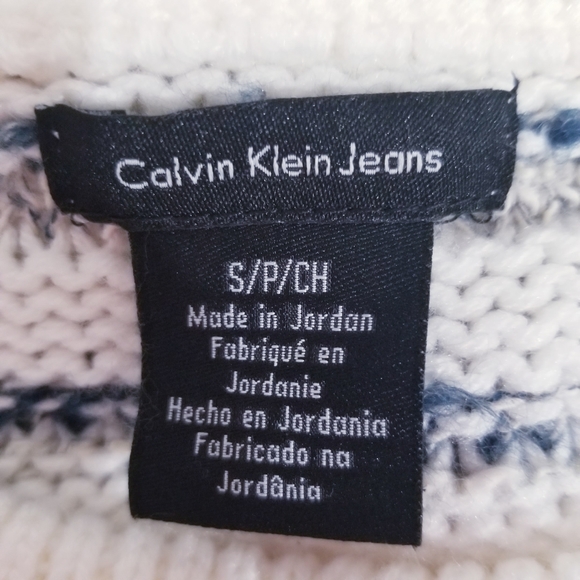 Calvin Klein Jeans
S/P/CH
Made in Jordan
Fabriqué en
Jordanie
Hecho en Jordania
Fabricado na
Jordânia